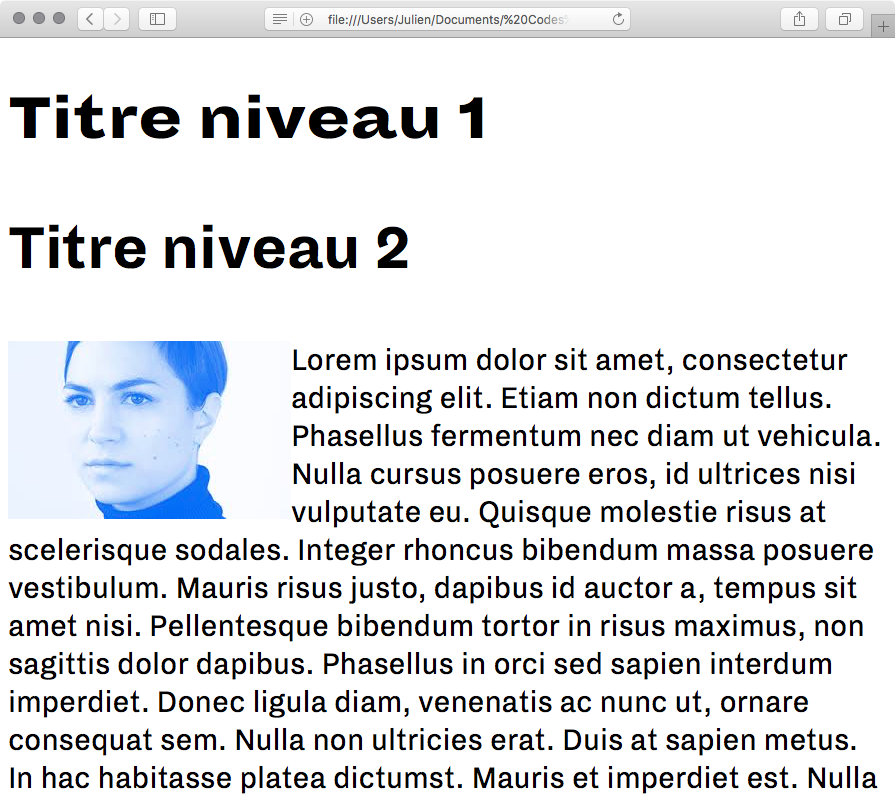 file:///Users/Julien/Documents/%20Codes
Titre niveau 1
Titre niveau 2
Lorem ipsum dolor sit amet, consectetur
adipiscing elit. Etiam non dictum tellus.
Phasellus fermentum nec diam ut vehicula.
Nulla cursus posuere eros, id ultrices nisi
vulputate eu. Quisque molestie risus at
scelerisque sodales. Integer rhoncus bibendum massa posuere
vestibulum. Mauris risus justo, dapibus id auctor a, tempus sit
amet nisi. Pellentesque bibendum tortor in risus maximus, non
sagittis dolor dapibus. Phasellus in orci sed sapien interdum
imperdiet. Donec ligula diam, venenatis ac nunc ut, ornare
consequat sem. Nulla non ultricies erat. Duis at sapien metus.
In hac habitasse platea dictumst. Mauris et imperdiet est. Nulla